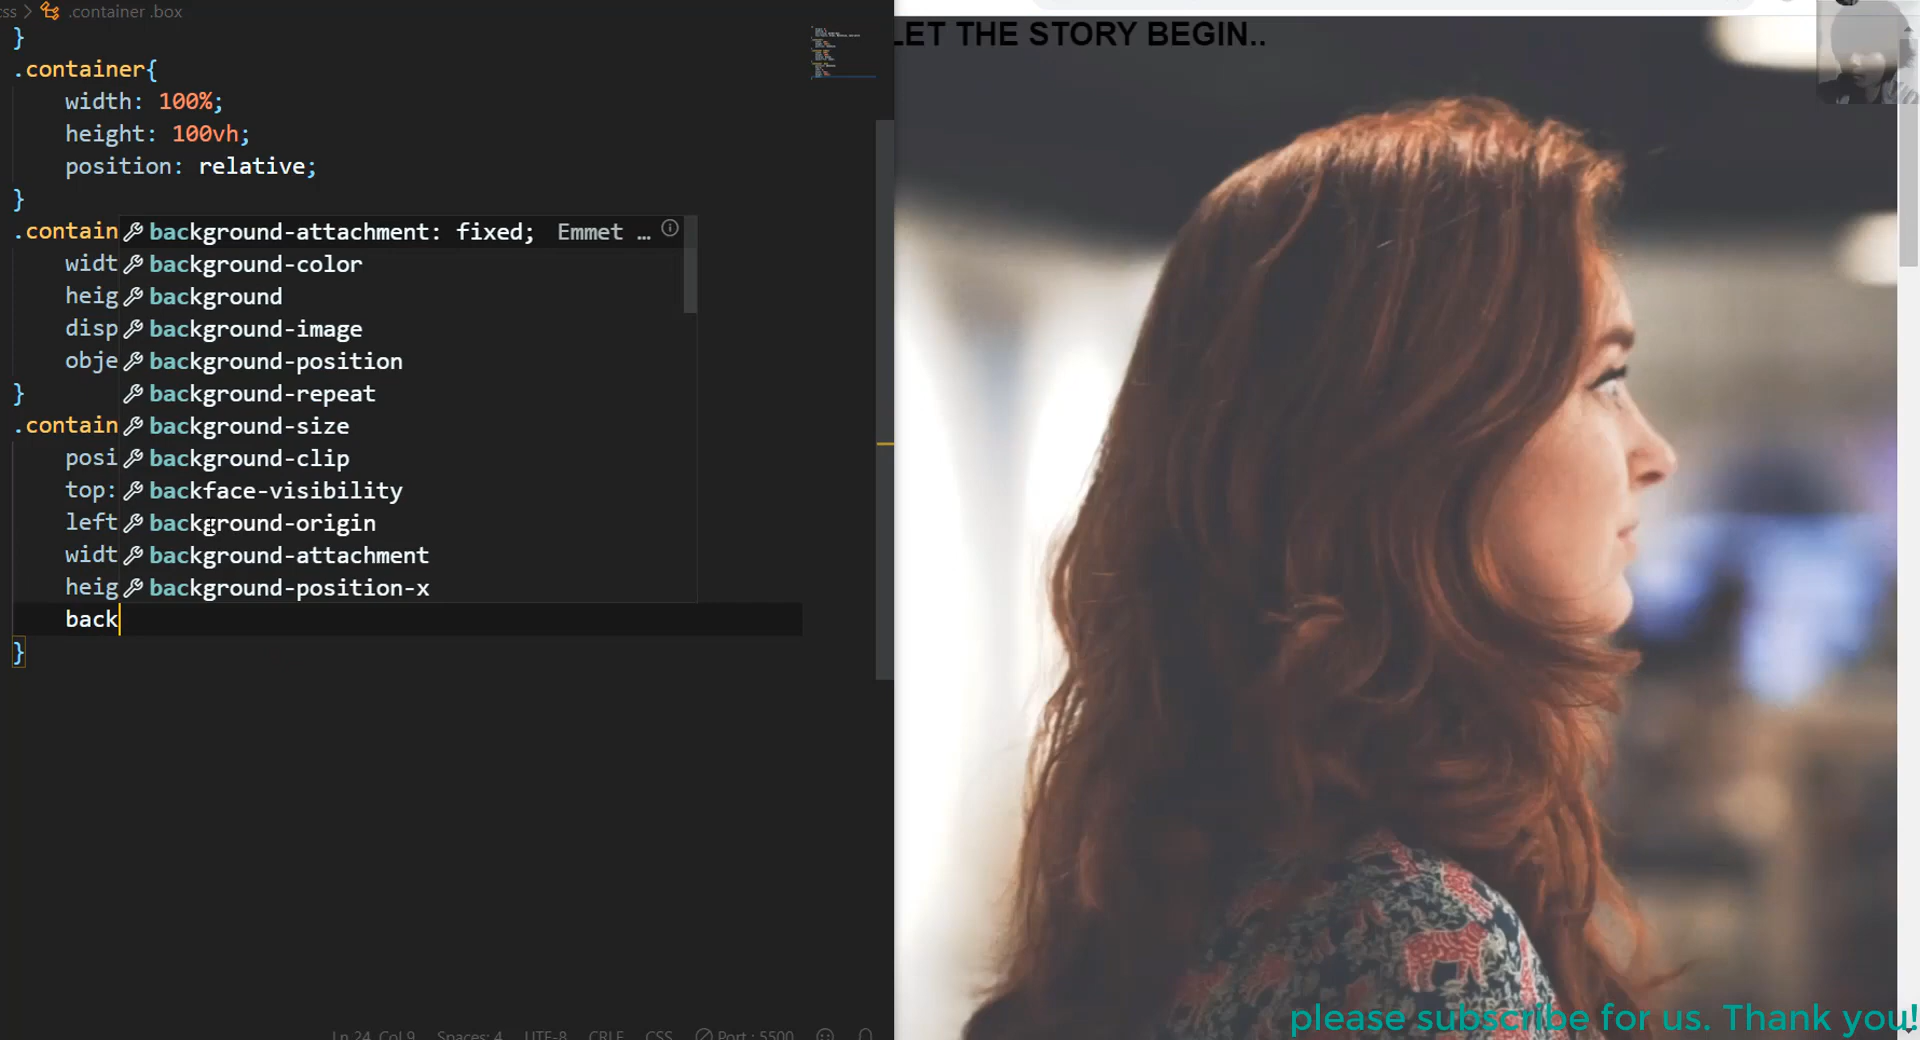 css > .container .box
}
.container{
width: 100%;
height: 100vh;
position: relative;
}
.contain
widt
heig
disp
obje
}
.contain
posi
top:
left
widt
heig
back
}
background-attachment: fixed; Emmet ...
background-color
background
background-image
background-position
background-repeat
background-size
background-clip
backface-visibility
background-origin
background-attachment
background-position-x
Ln 24, Col 9 Spaces: 4 UTF-8 CRLF CSS Port : 5500
LET THE STORY BEGIN..
please subscribe for us. Thank you!